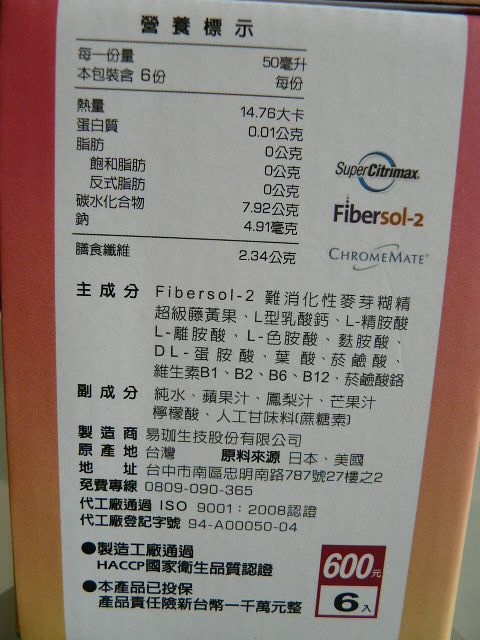 營養標示
每一份量 50毫升
本包裝含 6份 每份
熱量 14.76大卡
蛋白質 0.01公克
脂肪 0公克
飽和脂肪 0公克
反式脂肪 0公克
碳水化合物 7.92公克
鈉 4.91毫克
膳食纖維 2.34公克
SuperCitrimax®
Fibersol-2
CHROMEMATE®
主成分 Fibersol-2 難消化性麥芽糊精
超級藤黃果、L型乳酸鈣、L-精胺酸
L-離胺酸、L-色胺酸、麩胺酸、
DL-蛋胺酸、葉酸、菸鹼酸、
維生素B1、B2、B6、B12、菸鹼酸鉻
副成分 純水、蘋果汁、鳳梨汁、芒果汁
檸檬酸、人工甘味料(蔗糖素)
製造商 易珈生技股份有限公司
原產地 台灣 原料來源 日本、美國
地址 台中市南區忠明南路787號27樓之2
免費專線 0809-090-365
代工廠通過 ISO 9001：2008認證
代工廠登記字號 94-A00050-04
●製造工廠通過
HACCP國家衛生品質認證
●本產品已投保
產品責任險新台幣一千萬元整
600元
6入